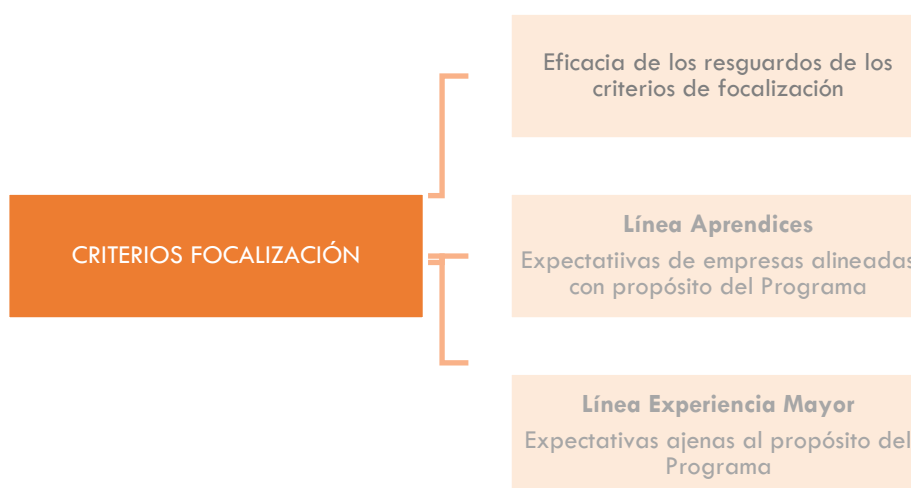 CRITERIOS FOCALIZACIÓN
Eficacia de los resguardos de los
criterios de focalización
Línea Aprendices
Expectatiivas de empresas alineadas
con propósito del Programa
Línea Experiencia Mayor
Expectativas ajenas al propósito del
Programa